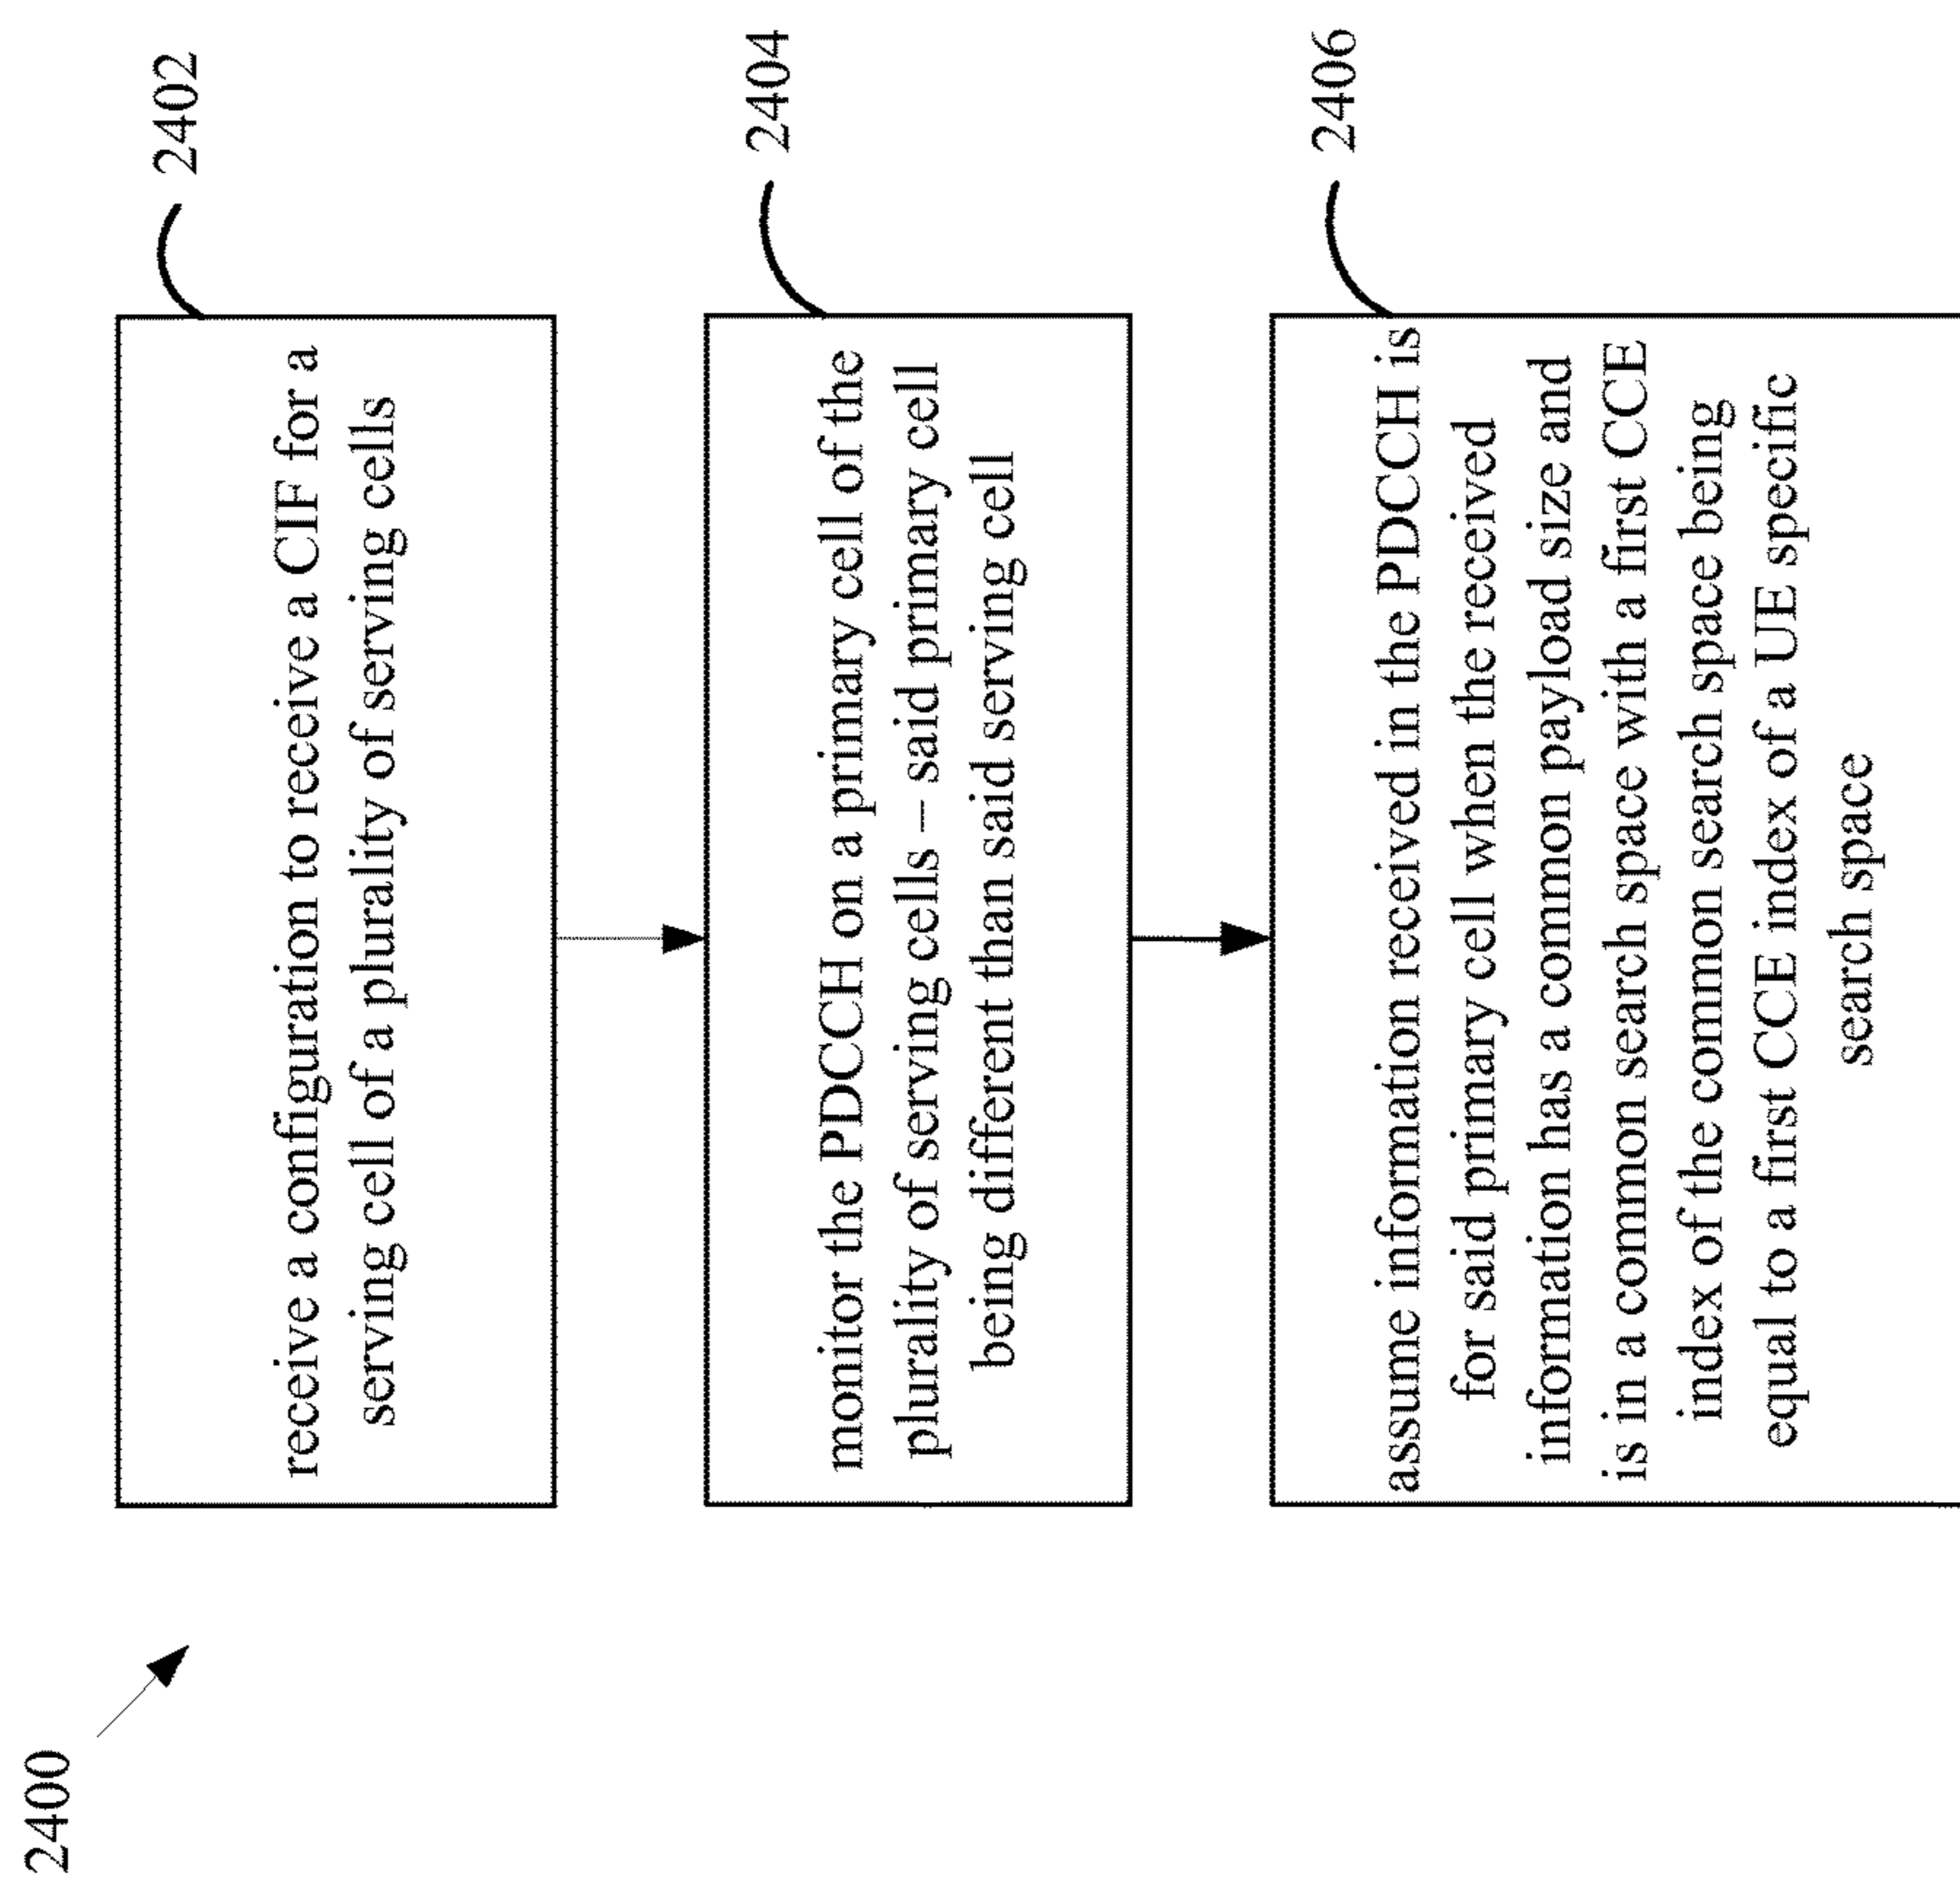 2400
2402
receive a configuration to receive a CIF for a
serving cell of a plurality of serving cells
2404
monitor the PDCCH on a primary cell of the
plurality of serving cells – said primary cell
being different than said serving cell
2406
assume information received in the PDCCH is
for said primary cell when the received
information has a common payload size and
is in a common search space with a first CCE
index of the common search space being
equal to a first CCE index of a UE specific
search space